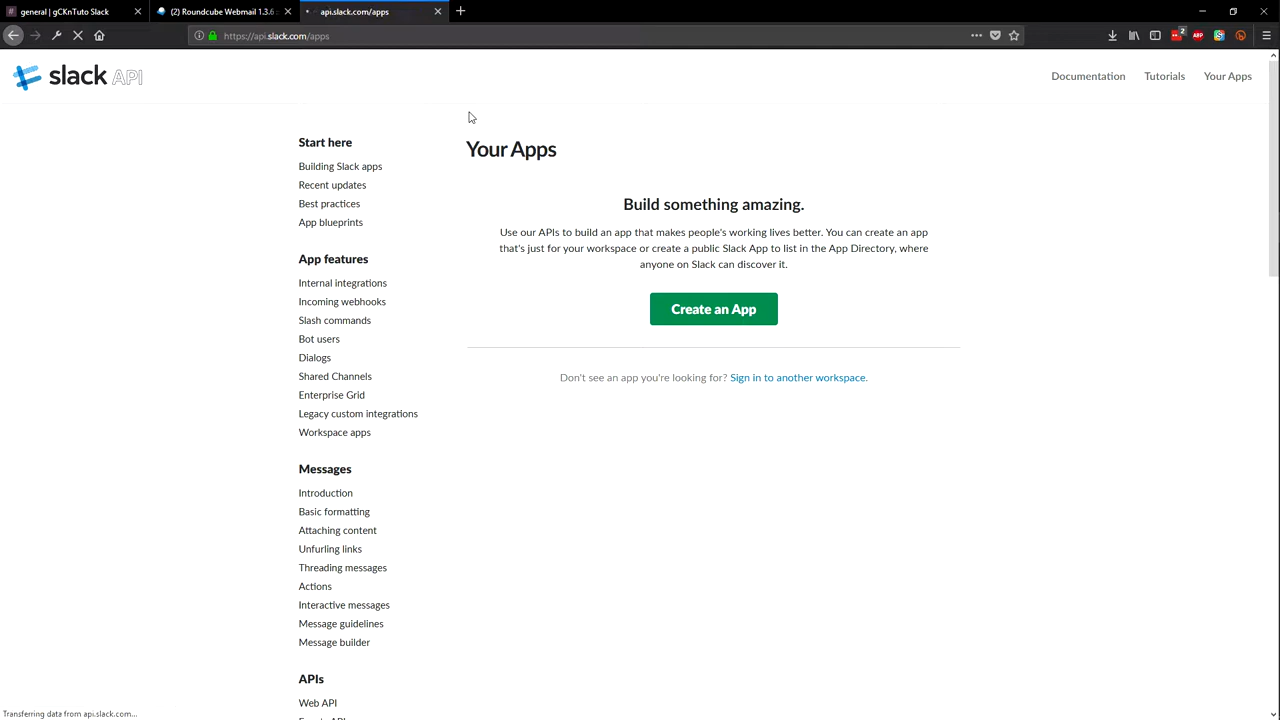 general | gCKnTuto Slack
(2) Roundcube Webmail 1.3.6
api.slack.com/apps
https://api.slack.com/apps
2
ABP
slack API
Documentation
Tutorials
Your Apps
Start here
Building Slack apps
Recent updates
Best practices
App blueprints
App features
Internal integrations
Incoming webhooks
Slash commands
Bot users
Dialogs
Shared Channels
Enterprise Grid
Legacy custom integrations
Workspace apps
Messages
Introduction
Basic formatting
Attaching content
Unfurling links
Threading messages
Actions
Interactive messages
Message guidelines
Message builder
APIs
Web API
Your Apps
Build something amazing.
Use our APIs to build an app that makes people's working lives better. You can create an app
that's just for your workspace or create a public Slack App to list in the App Directory, where
anyone on Slack can discover it.
Create an App
Don't see an app you're looking for? Sign in to another workspace.
Transferring data from api.slack.com...